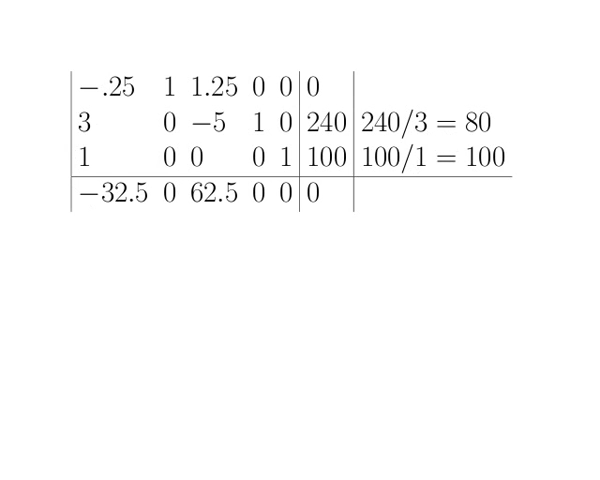 −.25 1 1.25 0 0 0
3 0 −5 1 0 240 240/3 = 80
1 0 0 0 1 100 100/1 = 100
−32.5 0 62.5 0 0 0